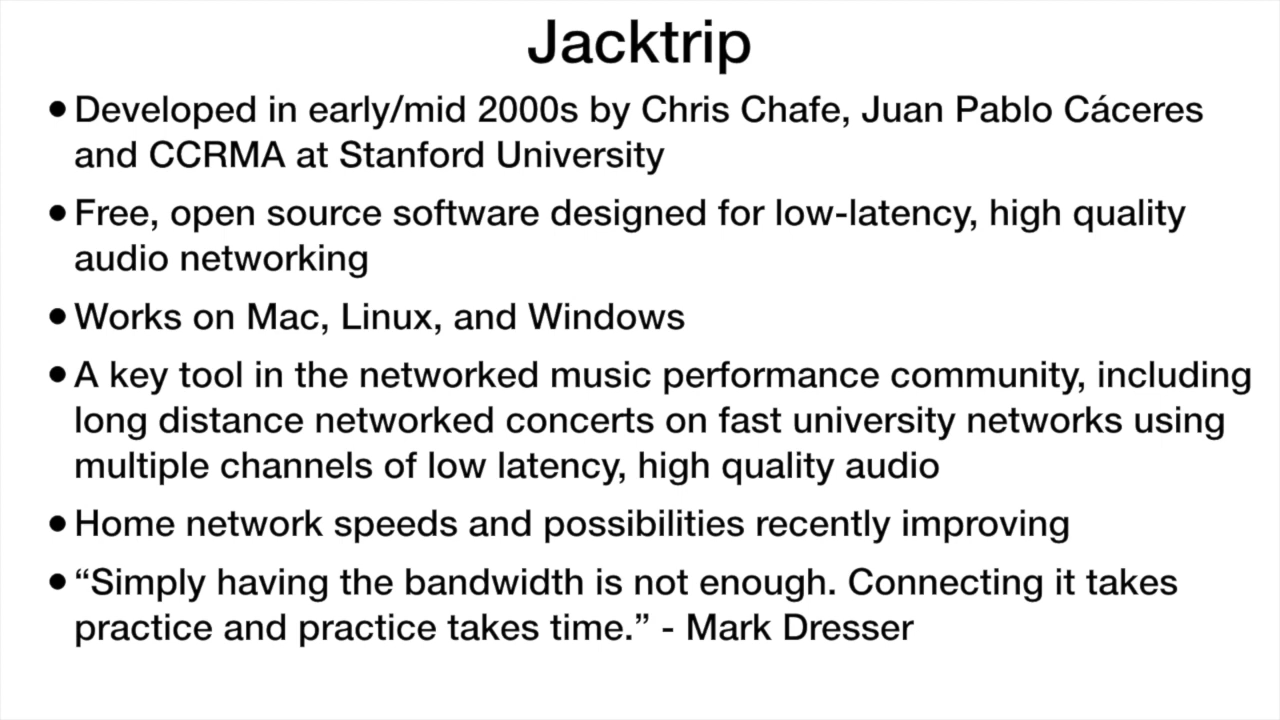 Jacktrip
• Developed in early/mid 2000s by Chris Chafe, Juan Pablo Cáceres
and CCRMA at Stanford University
• Free, open source software designed for low-latency, high quality
audio networking
• Works on Mac, Linux, and Windows
• A key tool in the networked music performance community, including
long distance networked concerts on fast university networks using
multiple channels of low latency, high quality audio
• Home network speeds and possibilities recently improving
• “Simply having the bandwidth is not enough. Connecting it takes
practice and practice takes time.” - Mark Dresser